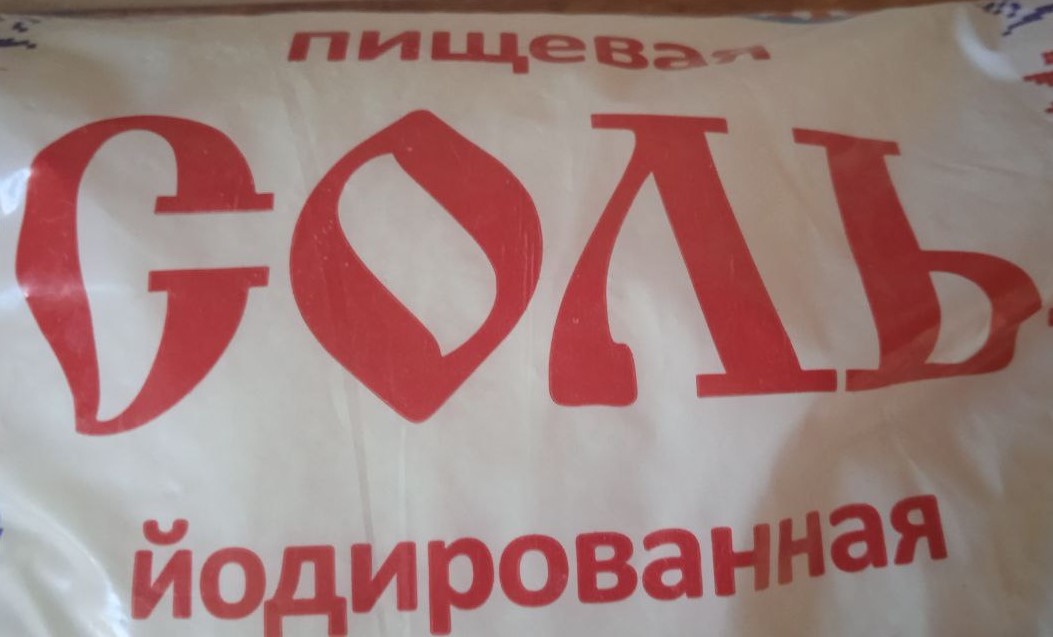 пищевая
СОЛЬ
йодированная